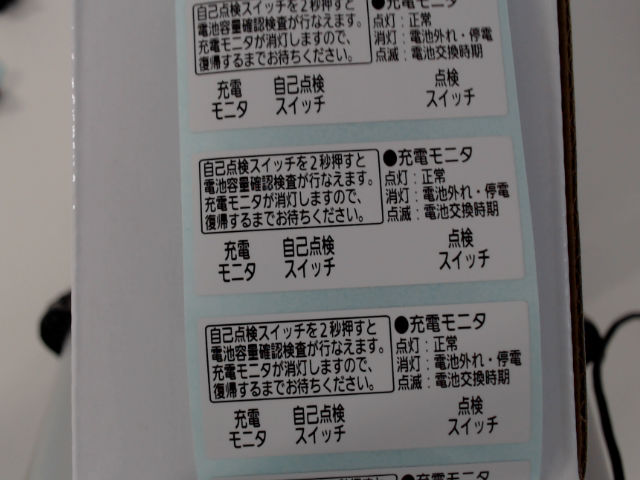 自己点検スイッチを2秒押すと
電池容量確認検査が行なえます。
充電モニタが消灯しますので、
復帰するまでお待ちください。
●充電モニタ
点灯：正常
消灯：電池外れ・停電
点滅：電池交換時期
充電
モニタ
自己点検
スイッチ
点検
スイッチ
自己点検スイッチを2秒押すと
電池容量確認検査が行なえます。
充電モニタが消灯しますので、
復帰するまでお待ちください。
●充電モニタ
点灯：正常
消灯：電池外れ・停電
点滅：電池交換時期
充電
モニタ
自己点検
スイッチ
点検
スイッチ
自己点検スイッチを2秒押すと
電池容量確認検査が行なえます。
充電モニタが消灯しますので、
復帰するまでお待ちください。
●充電モニタ
点灯：正常
消灯：電池外れ・停電
点滅：電池交換時期
充電
モニタ
自己点検
スイッチ
点検
スイッチ
自己点検スイッチを2秒押すと
●充電モニタ